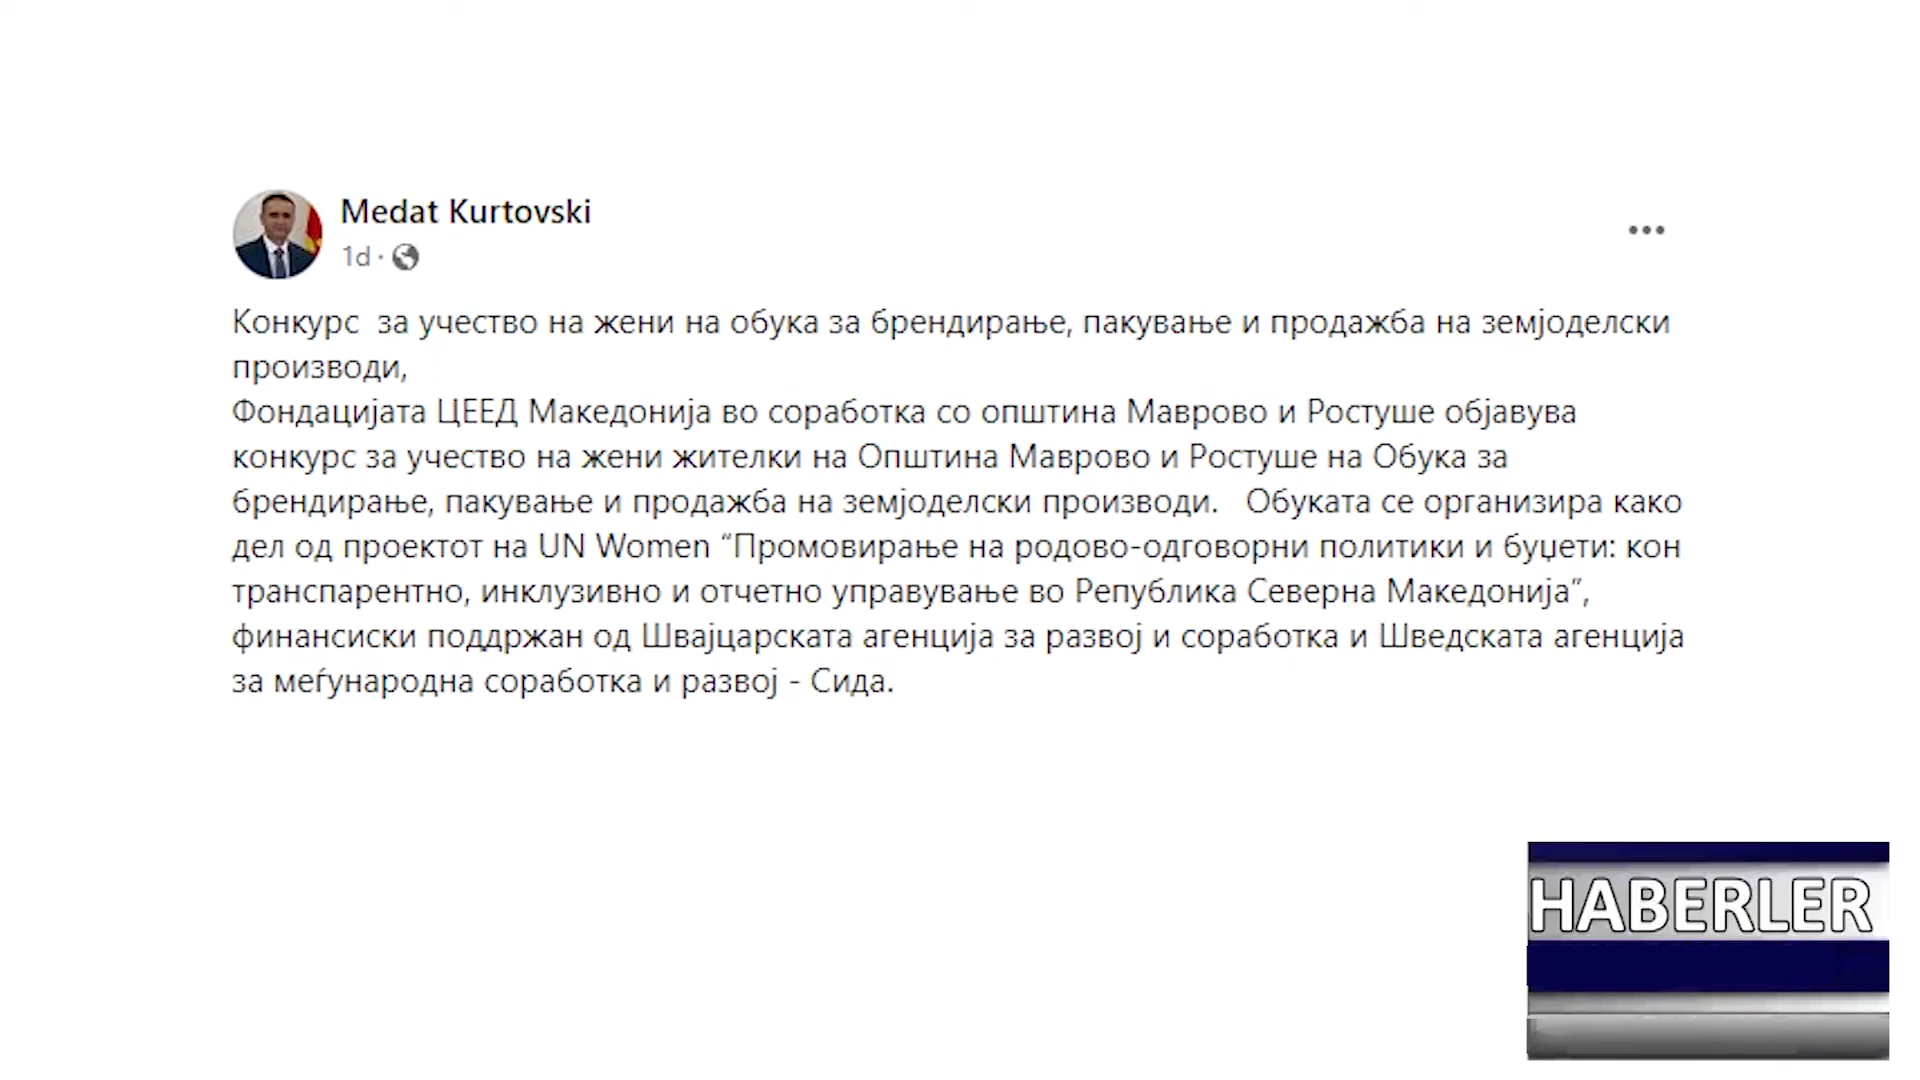 Medat Kurtovski
1d ·
Конкурс за учество на жени на обука за брендирање, пакување и продажба на земјоделски
производи,
Фондацијата ЦЕЕД Македонија во соработка со општина Маврово и Ростуше објавува
конкурс за учество на жени жителки на Општина Маврово и Ростуше на Обука за
брендирање, пакување и продажба на земјоделски производи. Обуката се организира како
дел од проектот на UN Women “Промовирање на родово-одговорни политики и буџети: кон
транспарентно, инклузивно и отчетно управување во Република Северна Македонија”,
финансиски поддржан од Швајцарската агенција за развој и соработка и Шведската агенција
за меѓународна соработка и развој - Сида.
HABERLER